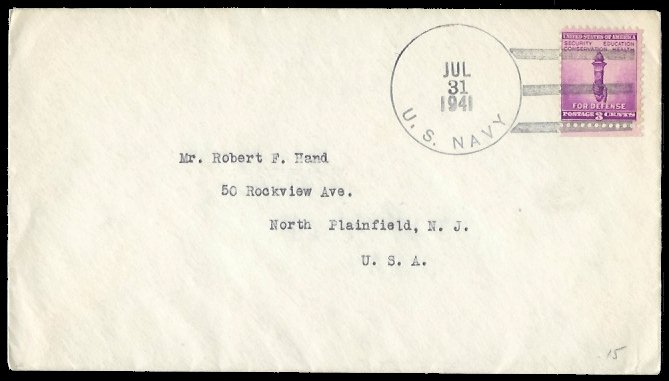 UNITED STATES OF AMERICA
SECURITY EDUCATION
CONSERVATION HEALTH
FOR DEFENSE
POSTAGE 3 CENTS
JUL
31
1941
U. S. NAVY
Mr. Robert F. Hand
50 Rockview Ave.
North Plainfield, N. J.
U. S. A.
.15